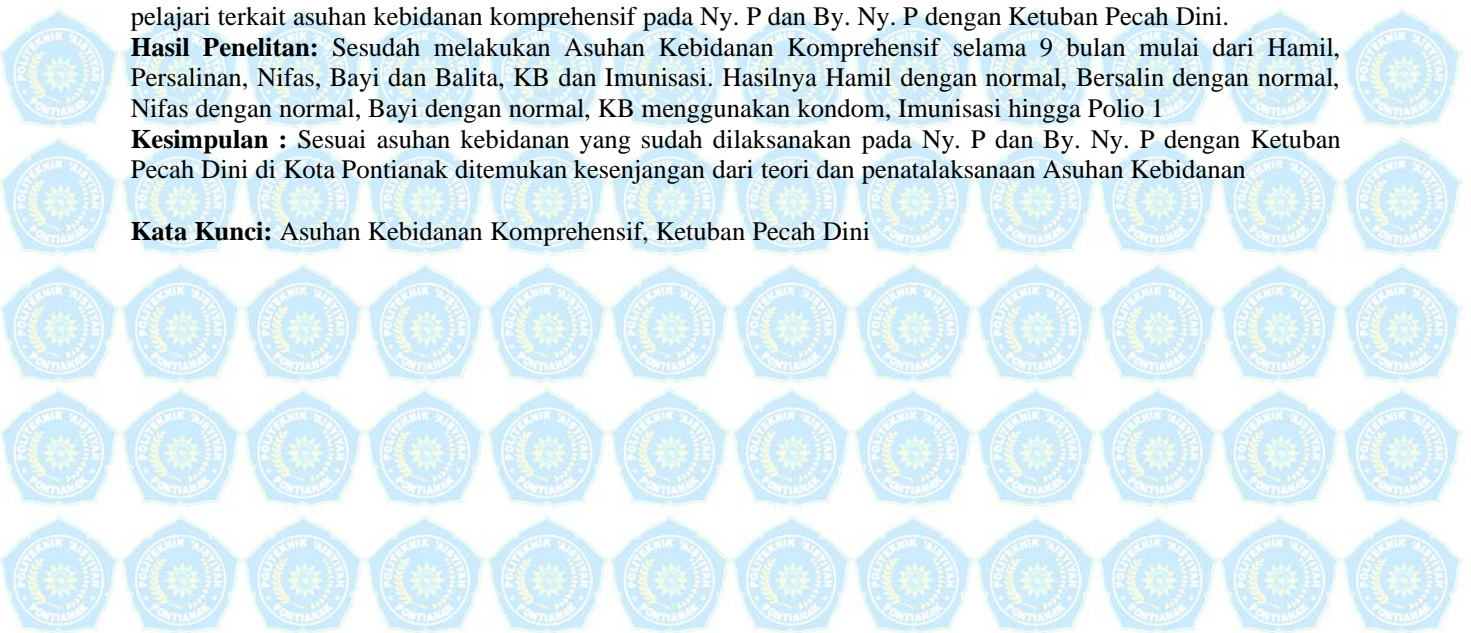 pelajari terkait asuhan kebidanan komprehensif pada Ny. P dan By. Ny. P dengan Ketuban Pecah Dini.
Hasil Penelitan: Sesudah melakukan Asuhan Kebidanan Komprehensif selama 9 bulan mulai dari Hamil,
Persalinan, Nifas, Bayi dan Balita, KB dan Imunisasi. Hasilnya Hamil dengan normal, Bersalin dengan normal,
Nifas dengan normal, Bayi dengan normal, KB menggunakan kondom, Imunisasi hingga Polio 1
Kesimpulan : Sesuai asuhan kebidanan yang sudah dilaksanakan pada Ny. P dan By. Ny. P dengan Ketuban
Pecah Dini di Kota Pontianak ditemukan kesenjangan dari teori dan penatalaksanaan Asuhan Kebidanan
Kata Kunci: Asuhan Kebidanan Komprehensif, Ketuban Pecah Dini